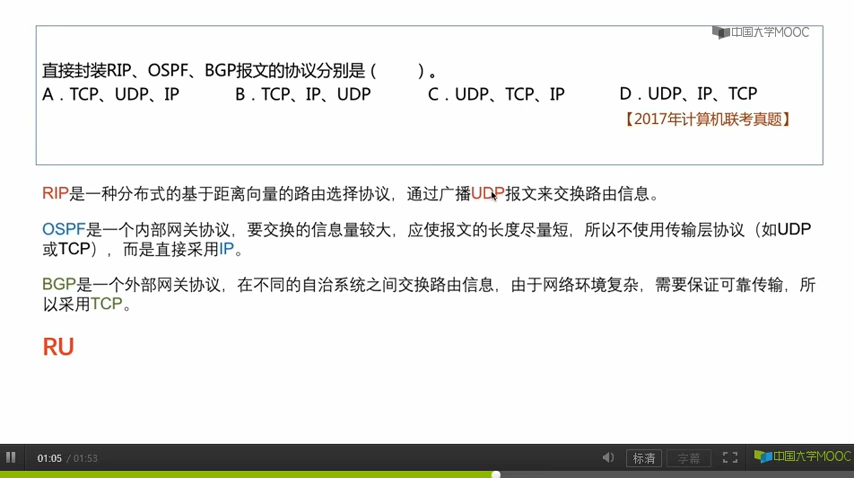 中国大学MOOC
直接封装RIP、OSPF、BGP报文的协议分别是（　　）。
A．TCP、UDP、IP　　B．TCP、IP、UDP　　C．UDP、TCP、IP　　D．UDP、IP、TCP
【2017年计算机联考真题】
RIP是一种分布式的基于距离向量的路由选择协议，通过广播UDP报文来交换路由信息。
OSPF是一个内部网关协议，要交换的信息量较大，应使报文的长度尽量短，所以不使用传输层协议（如UDP
或TCP），而是直接采用IP。
BGP是一个外部网关协议，在不同的自治系统之间交换路由信息，由于网络环境复杂，需要保证可靠传输，所
以采用TCP。
RU
01:05 / 01:53　标清　字幕　中国大学MOOC